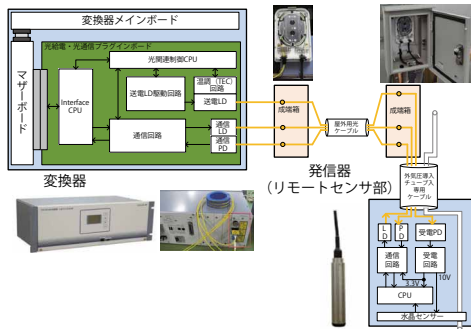 変換器メインボード
光給電・光通信プラグインボード
マザーボード
Interface
CPU
光関連制御CPU
送電LD駆動回路
温調(TEC)
回路
送電LD
通信回路
通信
LD
通信
PD
変換器
成端箱
屋外用光
ケーブル
成端箱
発信器
(リモートセンサ部)
外気圧導入
チューブ入
専用
ケーブル
LD
PD
受電PD
通信
回路
受電
回路
3.3V
10V
CPU
水晶センサー